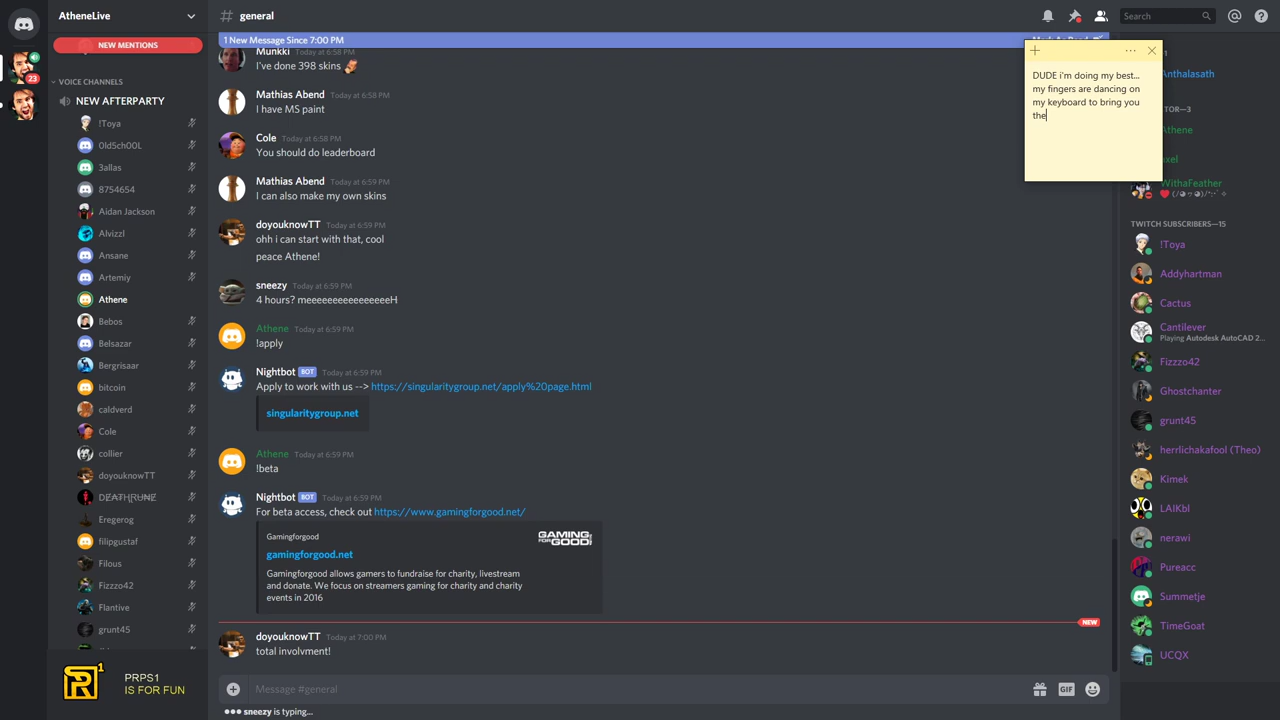 AtheneLive
NEW MENTIONS
23
VOICE CHANNELS
NEW AFTERPARTY
!Toya
0ld5ch00L
3allas
8754654
Aidan Jackson
Alvizzl
Ansane
Artemiy
Athene
Bebos
Belsazar
Bergrisaar
bitcoin
caldverd
Cole
collier
doyouknowTT
Eregerog
filipgustaf
Filous
Fizzzo42
Flantive
grunt45
PRPS1
IS FOR FUN
# general
Search
1 New Message Since 7:00 PM
Munkki Today at 6:58 PM
I've done 398 skins
Mathias Abend Today at 6:58 PM
I have MS paint
Cole Today at 6:58 PM
You should do leaderboard
Mathias Abend Today at 6:59 PM
I can also make my own skins
doyouknowTT Today at 6:59 PM
ohh i can start with that, cool
peace Athene!
sneezy Today at 6:59 PM
4 hours? meeeeeeeeeeeeeeeH
Athene Today at 6:59 PM
!apply
Nightbot BOT Today at 6:59 PM
Apply to work with us --> https://singularitygroup.net/apply%20page.html
singularitygroup.net
Athene Today at 6:59 PM
!beta
Nightbot BOT Today at 6:59 PM
For beta access, check out https://www.gamingforgood.net/
Gamingforgood
GAMING
FOR GOOD
gamingforgood.net
Gamingforgood allows gamers to fundraise for charity, livestream
and donate. We focus on streamers gaming for charity and charity
events in 2016
NEW
doyouknowTT Today at 7:00 PM
total involvment!
Message #general
GIF
sneezy is typing...
DUDE i'm doing my best...
my fingers are dancing on
my keyboard to bring you
the
Anthalasath
TOR—3
Athene
xel
WithaFeather
TWITCH SUBSCRIBERS—15
!Toya
Addyhartman
Cactus
Cantilever
Playing Autodesk AutoCAD 2...
Fizzzo42
Ghostchanter
grunt45
herrlichakafool (Theo)
Kimek
LAIKbl
nerawi
Pureacc
Summetje
TimeGoat
UCQX